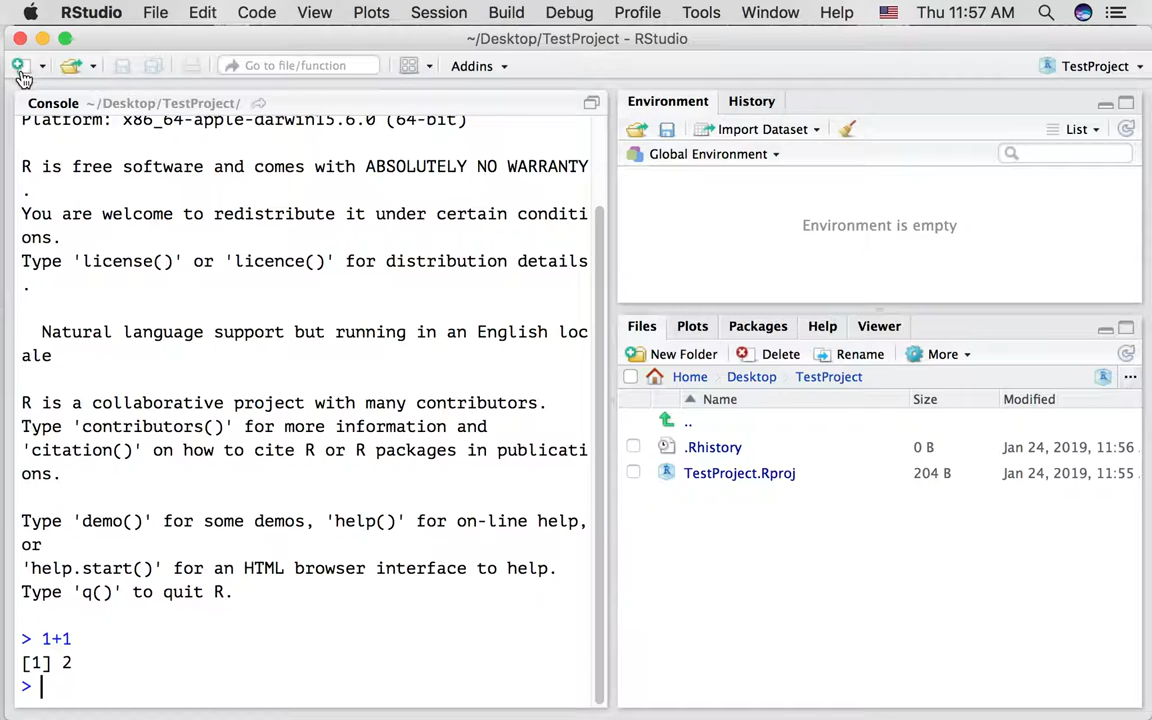 RStudio File Edit Code View Plots Session Build Debug Profile Tools Window Help Thu 11:57 AM
~/Desktop/TestProject - RStudio
Go to file/function Addins TestProject
Console ~/Desktop/TestProject/
Platform: x86_64-apple-darwin15.6.0 (64-bit)
R is free software and comes with ABSOLUTELY NO WARRANTY
.
You are welcome to redistribute it under certain conditi
ons.
Type 'license()' or 'licence()' for distribution details
.
Natural language support but running in an English loc
ale
R is a collaborative project with many contributors.
Type 'contributors()' for more information and
'citation()' on how to cite R or R packages in publicati
ons.
Type 'demo()' for some demos, 'help()' for on-line help,
or
'help.start()' for an HTML browser interface to help.
Type 'q()' to quit R.
> 1+1
[1] 2
>
Environment History
Import Dataset List
Global Environment
Environment is empty
Files Plots Packages Help Viewer
New Folder Delete Rename More
Home Desktop TestProject R ...
Name Size Modified
..
.Rhistory 0 B Jan 24, 2019, 11:56
TestProject.Rproj 204 B Jan 24, 2019, 11:55